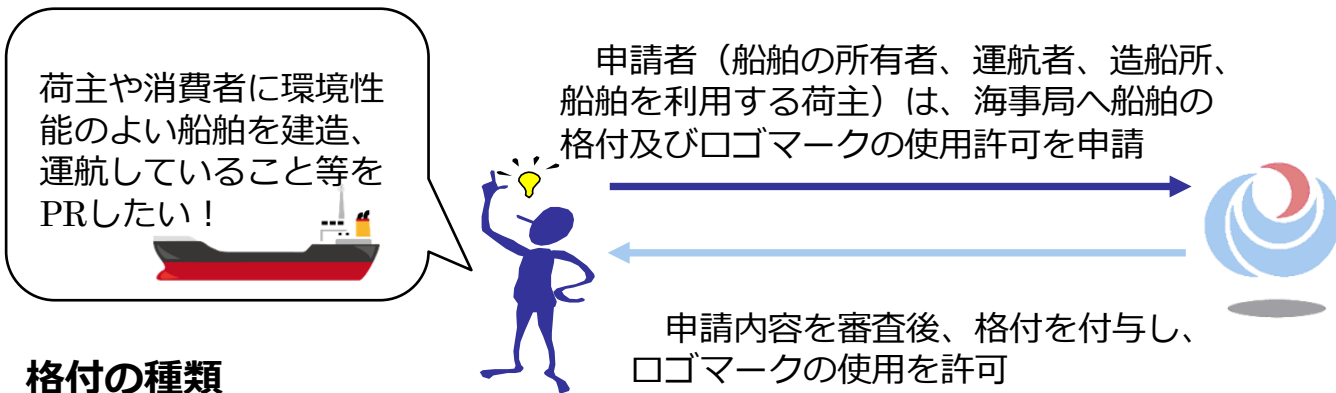 荷主や消費者に環境性
能のよい船舶を建造、
運航していること等を
PRしたい！
申請者（船舶の所有者、運航者、造船所、
船舶を利用する荷主）は、海事局へ船舶の
格付及びロゴマークの使用許可を申請
申請内容を審査後、格付を付与し、
ロゴマークの使用を許可
格付の種類